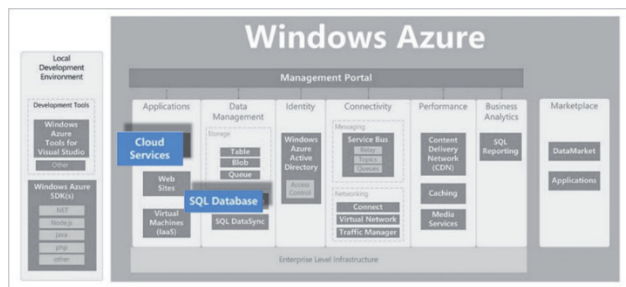 Windows Azure
Management Portal
Local
Development
Environment
Development Tools
Windows
Azure
Tools for
Visual Studio
Other
Windows Azure
SDK(s)
.NET
Node.js
java
php
other
Applications
Cloud
Services
Web
Sites
Virtual
Machines
(IaaS)
Data
Management
Storage
Table
Blob
Queue
SQL Database
SQL DataSync
Identity
Windows
Azure
Active
Directory
Access
Control
Connectivity
Messaging
Service Bus
Relay
Topics
Queues
Networking
Connect
Virtual Network
Traffic Manager
Performance
Content
Delivery
Network
(CDN)
Caching
Media
Services
Business
Analytics
SQL
Reporting
Marketplace
DataMarket
Applications
Enterprise Level Infrastructure